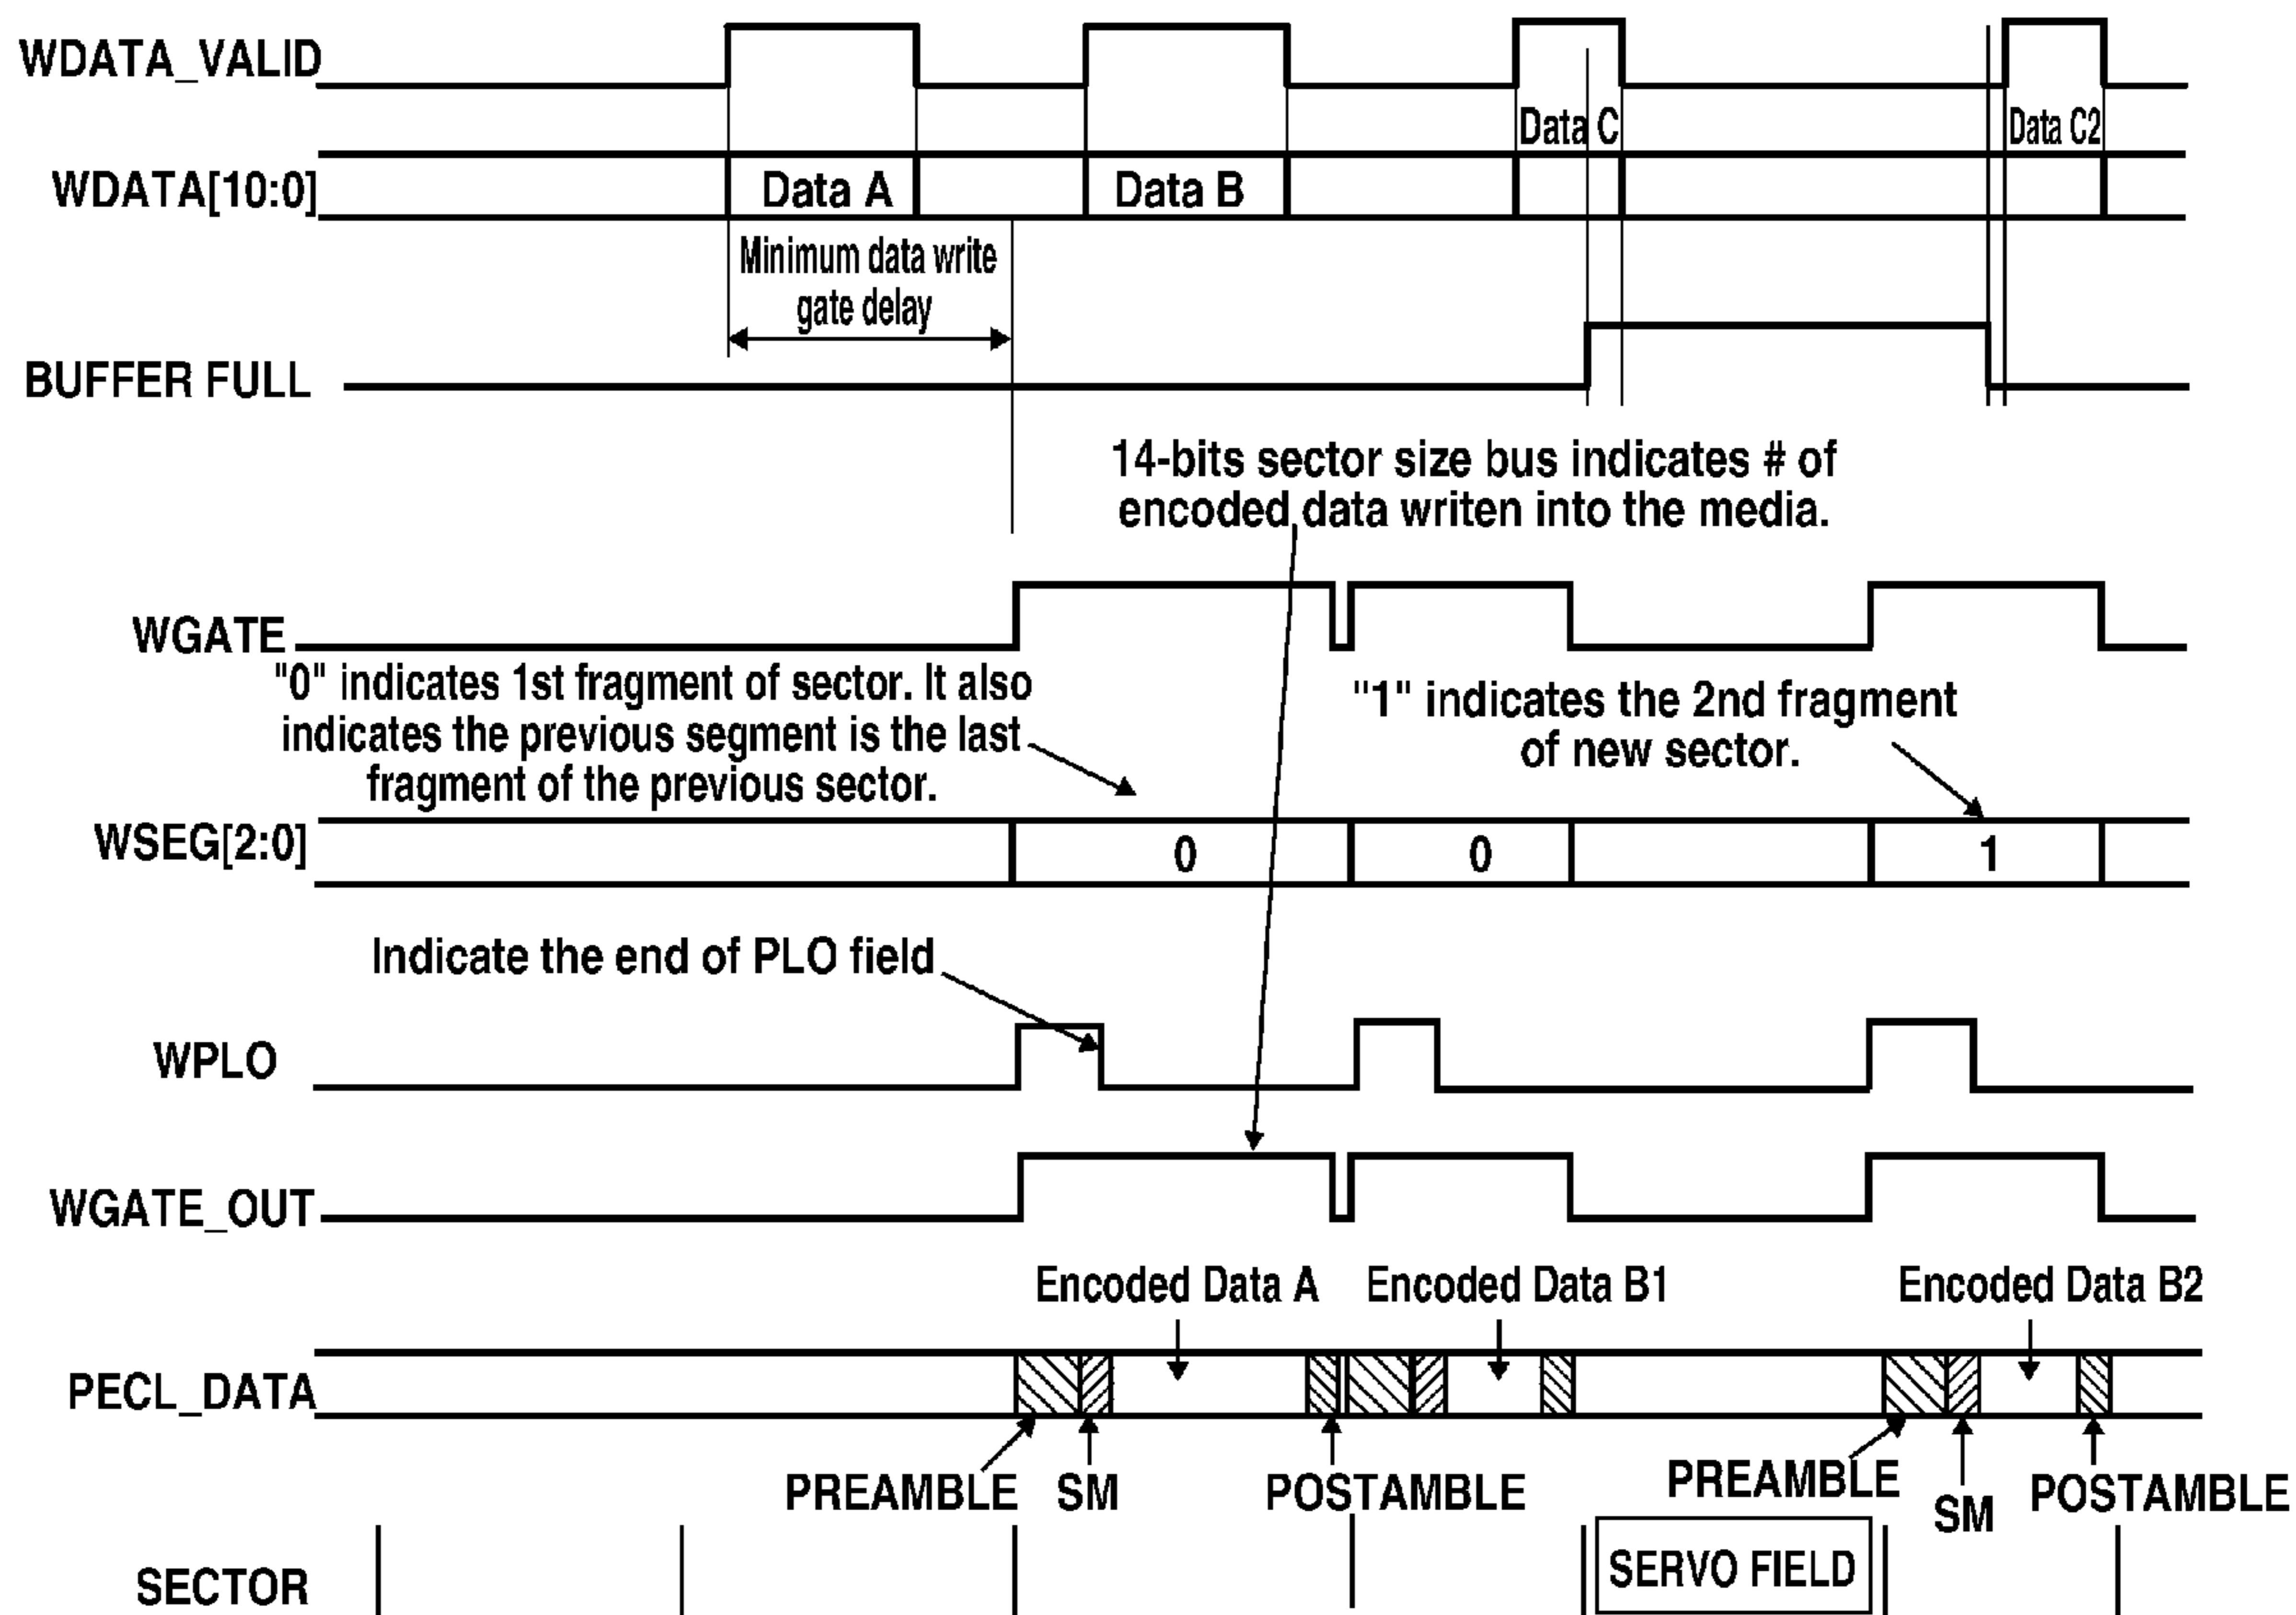 WDATA_VALID
Data C
Data C2
WDATA[10:0]
Data A
Data B
Minimum data write
gate delay
BUFFER FULL
14-bits sector size bus indicates # of
encoded data writen into the media.
WGATE
"0" indicates 1st fragment of sector. It also
indicates the previous segment is the last
fragment of the previous sector.
"1" indicates the 2nd fragment
of new sector.
WSEG[2:0]
0
0
1
Indicate the end of PLO field
WPLO
WGATE_OUT
Encoded Data A
Encoded Data B1
Encoded Data B2
PECL_DATA
PREAMBLE
SM
POSTAMBLE
PREAMBLE
SM
POSTAMBLE
SECTOR
SERVO FIELD